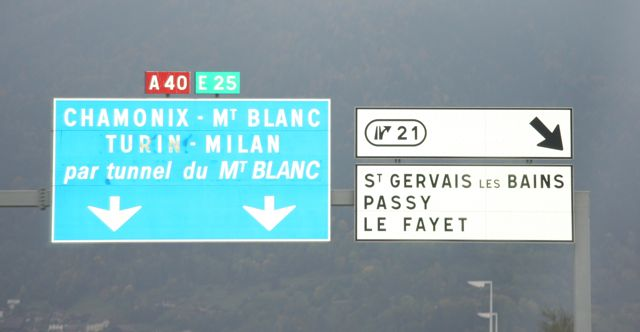 A 40 E 25
CHAMONIX - MT BLANC
TURIN - MILAN
par tunnel du MT BLANC
21
ST GERVAIS LES BAINS
PASSY
LE FAYET